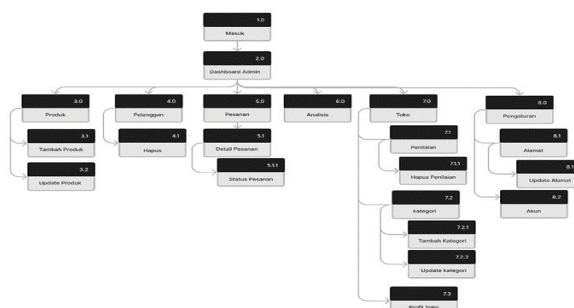 1.0
Masuk
2.0
Dashboard Admin
3.0
Produk
4.0
Pelanggan
5.0
Pesanan
6.0
Analisis
7.0
Toko
8.0
Pengaturan
3.1
Tambah Produk
3.2
Update Produk
4.1
Hapus
5.1
Detail Pesanan
5.1.1
Status Pesanan
7.1
Penilaian
7.1.1
Hapus Penilaian
7.2
kategori
7.2.1
Tambah Kategori
7.2.2
Update kategori
7.3
Profil Toko
8.1
Alamat
8.1
Update Alamat
8.2
Akun